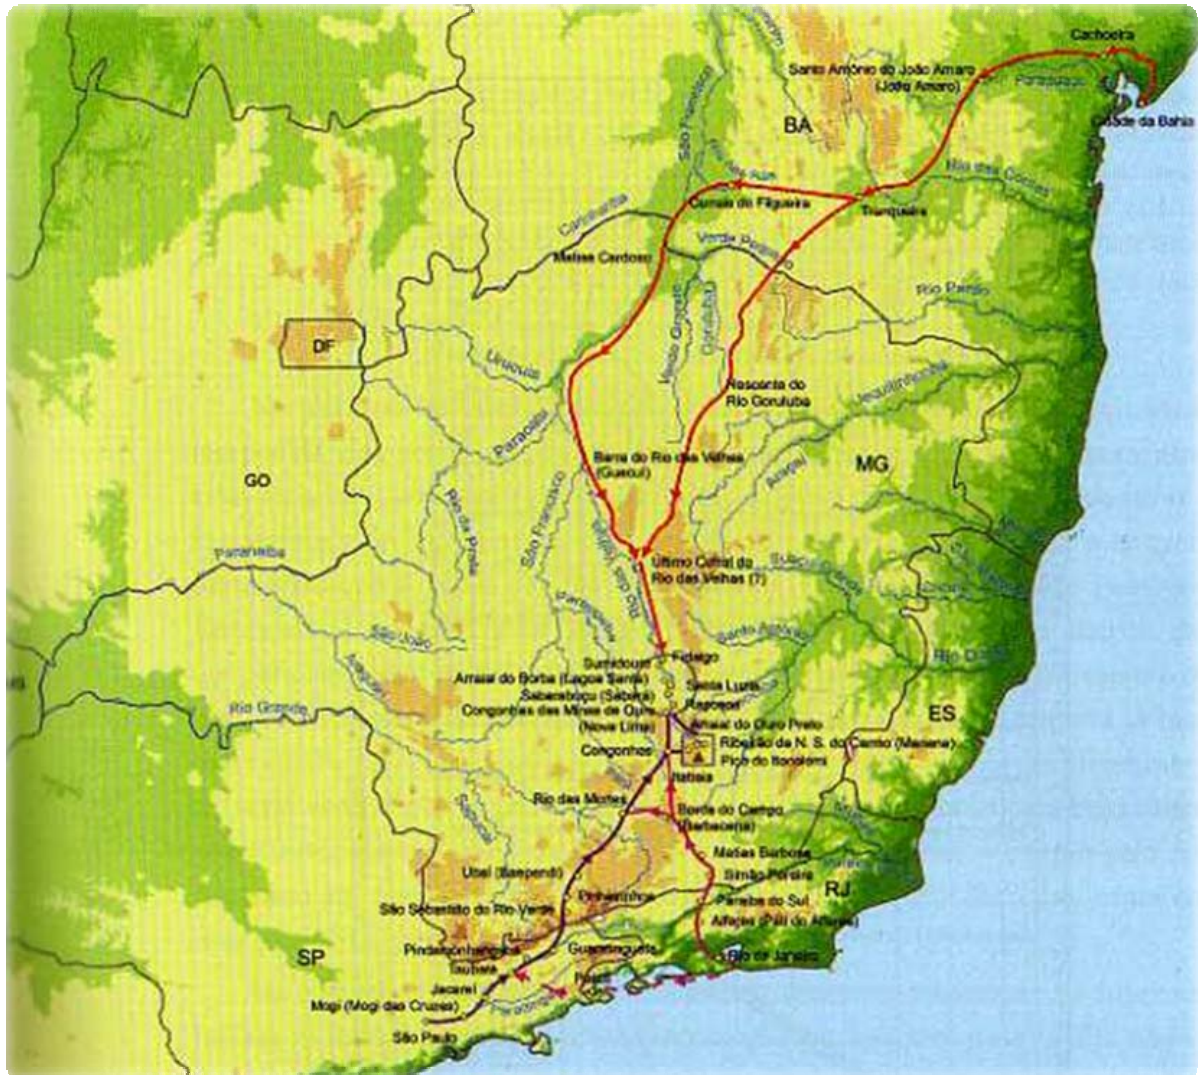 Cachoeira
Santo Antônio do João Amaro
(João Amaro)
Paraguaçu
Cidade da Bahia
BA
São Francisco
Rio das Rãs
Rio das Contas
Currais do Filgueira
Tranqueira
Carinhanha
Matias Cardoso
Verde Pequeno
Rio Pardo
Verde Grande
Gorutuba
DF
Urucuia
Nascente do
Rio Gorutuba
Jequitinhonha
Paracatu
Barra do Rio das Velhas
(Guaicuí)
Araçuaí
MG
GO
Rio da Prata
São Francisco
Rio das Velhas
Paranaíba
Último Curral do
Rio das Velhas (?)
Suaçuí Grande
Paraopeba
São João
Santo Antônio
Rio Doce
Sumidouro
Fidalgo
Araguari
Arraial do Borba (Lagoa Santa)
Santa Luzia
Sabarabuçu (Sabará)
Raposos
Rio Grande
Congonhas das Minas de Ouro
(Nova Lima)
ES
Arraial do Ouro Preto
Ribeirão de N. S. do Carmo (Mariana)
Congonhas
Pico do Itacolomi
Itatiaia
Rio das Mortes
Borda do Campo
(Barbacena)
Sapucaí
Matias Barbosa
Ubaí (Baependi)
Simão Pereira
RJ
Pinheirinhos
Paraíba do Sul
São Sebastião do Rio Verde
Alferes (Pati do Alferes)
SP
Pindamonhangaba
Guaratinguetá
Rio de Janeiro
Taubaté
Parati
Jacareí
Mogi (Mogi das Cruzes)
São Paulo